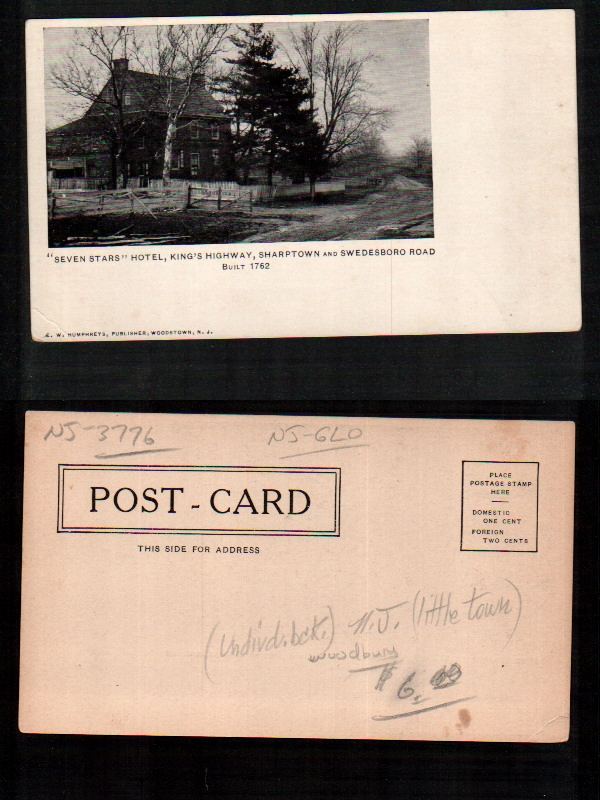 "SEVEN STARS" HOTEL, KING'S HIGHWAY, SHARPTOWN AND SWEDESBORO ROAD
BUILT 1762
E. W. HUMPHREYS, PUBLISHER, WOODSTOWN, N. J.
NJ-3776
NJ-GLO
POST-CARD
THIS SIDE FOR ADDRESS
PLACE
POSTAGE STAMP
HERE
DOMESTIC
ONE CENT
FOREIGN
TWO CENTS
(Undivd. bck.) N.J. (little town)
woodbury
$6.00